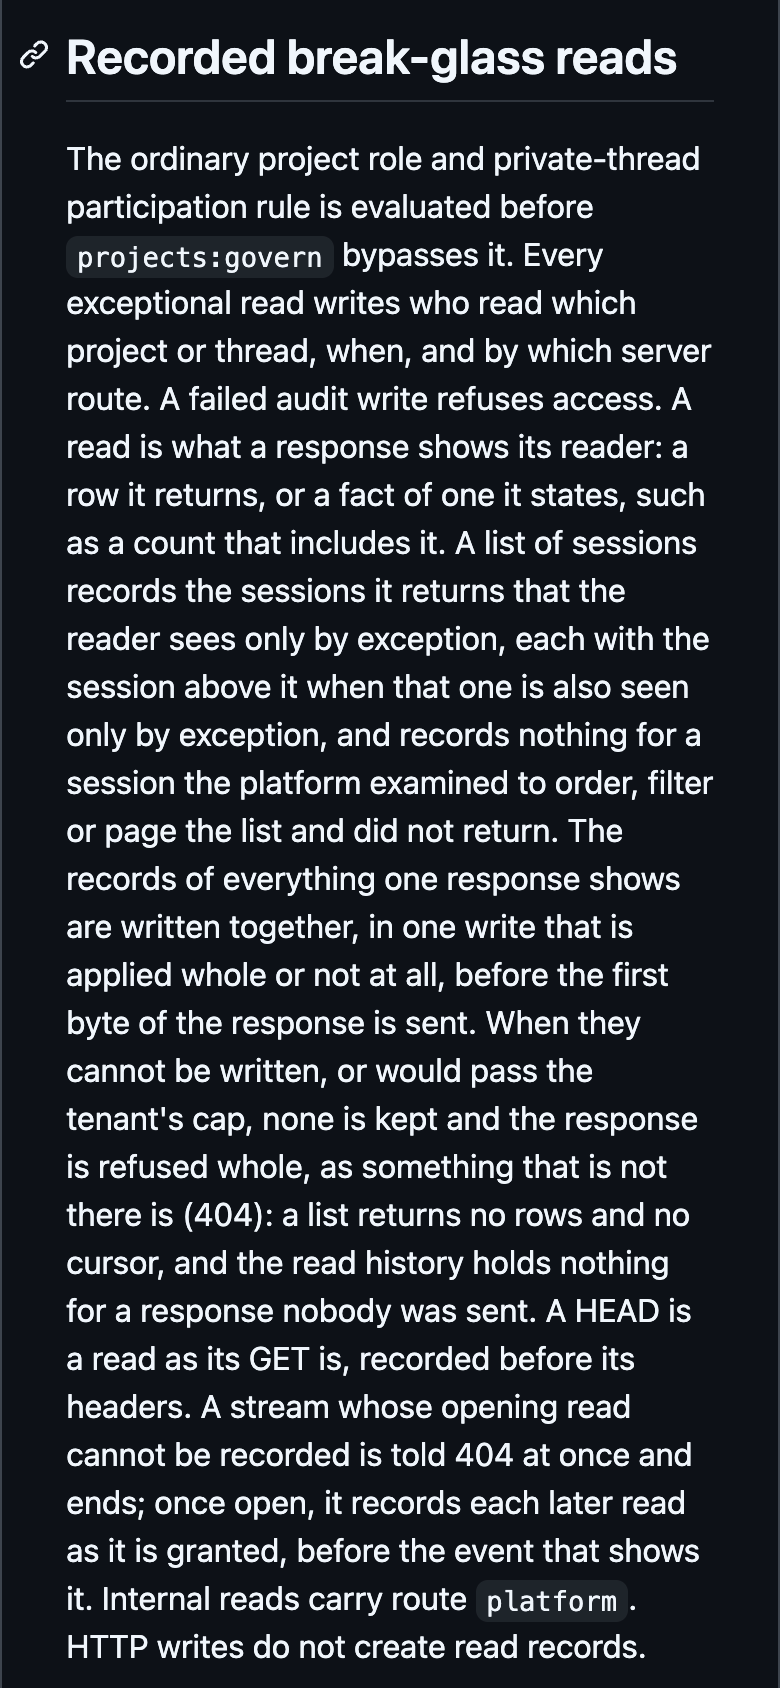 Recorded break-glass reads
The ordinary project role and private-thread
participation rule is evaluated before
projects:govern bypasses it. Every
exceptional read writes who read which
project or thread, when, and by which server
route. A failed audit write refuses access. A
read is what a response shows its reader: a
row it returns, or a fact of one it states, such
as a count that includes it. A list of sessions
records the sessions it returns that the
reader sees only by exception, each with the
session above it when that one is also seen
only by exception, and records nothing for a
session the platform examined to order, filter
or page the list and did not return. The
records of everything one response shows
are written together, in one write that is
applied whole or not at all, before the first
byte of the response is sent. When they
cannot be written, or would pass the
tenant's cap, none is kept and the response
is refused whole, as something that is not
there is (404): a list returns no rows and no
cursor, and the read history holds nothing
for a response nobody was sent. A HEAD is
a read as its GET is, recorded before its
headers. A stream whose opening read
cannot be recorded is told 404 at once and
ends; once open, it records each later read
as it is granted, before the event that shows
it. Internal reads carry route platform.
HTTP writes do not create read records.